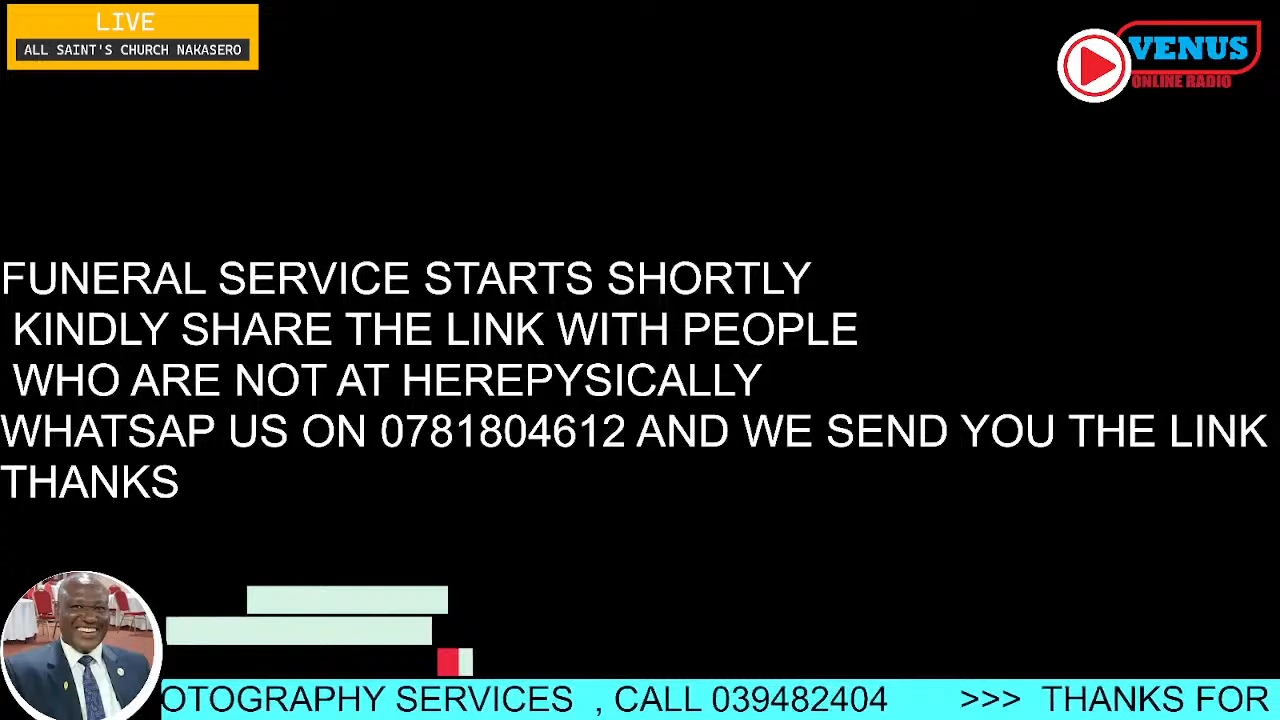 LIVE
ALL SAINT'S CHURCH NAKASERO
VENUS
ONLINE RADIO
FUNERAL SERVICE STARTS SHORTLY
KINDLY SHARE THE LINK WITH PEOPLE
WHO ARE NOT AT HEREPYSICALLY
WHATSAP US ON 0781804612 AND WE SEND YOU THE LINK
THANKS
OTOGRAPHY SERVICES , CALL 039482404 >>> THANKS FOR